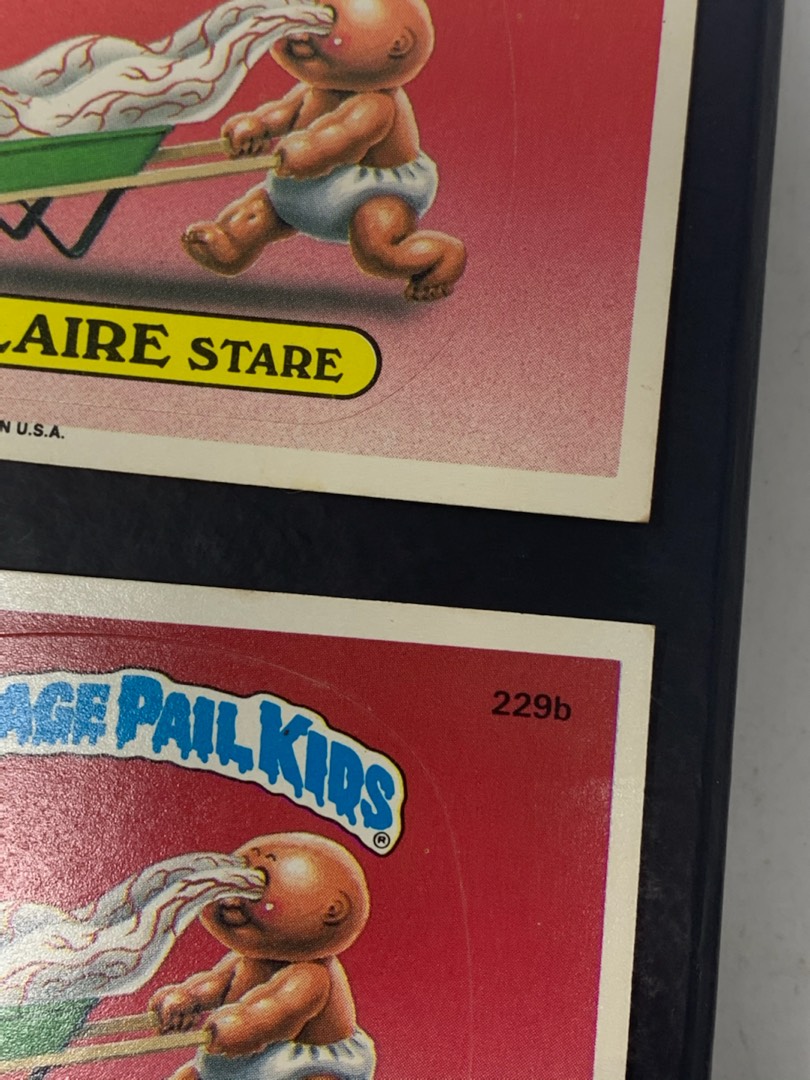 LAIRE STARE
N U.S.A.
229b
AGE PAIL KIDS
®